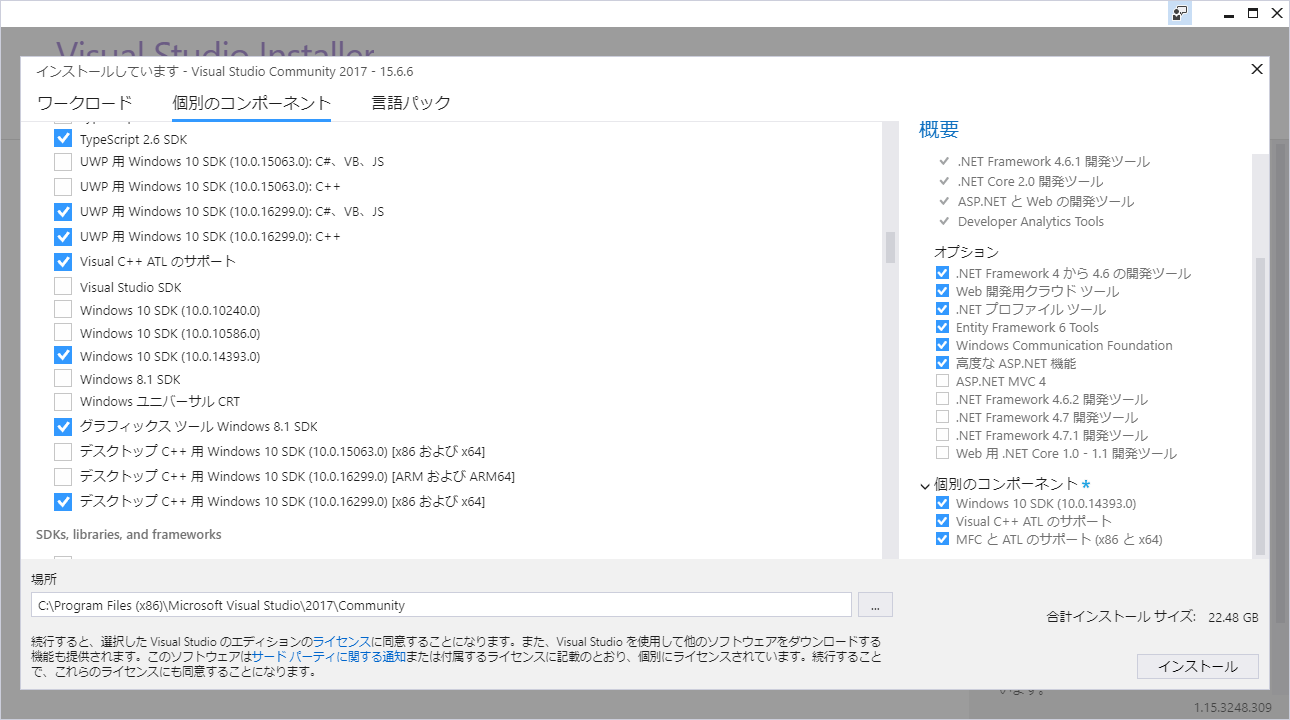 Visual Studio Installer
インストールしています - Visual Studio Community 2017 - 15.6.6
ワークロード
個別のコンポーネント
言語パック
TypeScript 2.6 SDK
UWP 用 Windows 10 SDK (10.0.15063.0): C#、VB、JS
UWP 用 Windows 10 SDK (10.0.15063.0): C++
UWP 用 Windows 10 SDK (10.0.16299.0): C#、VB、JS
UWP 用 Windows 10 SDK (10.0.16299.0): C++
Visual C++ ATL のサポート
Visual Studio SDK
Windows 10 SDK (10.0.10240.0)
Windows 10 SDK (10.0.10586.0)
Windows 10 SDK (10.0.14393.0)
Windows 8.1 SDK
Windows ユニバーサル CRT
グラフィックス ツール Windows 8.1 SDK
デスクトップ C++ 用 Windows 10 SDK (10.0.15063.0) [x86 および x64]
デスクトップ C++ 用 Windows 10 SDK (10.0.15063.0) [ARM および ARM64]
デスクトップ C++ 用 Windows 10 SDK (10.0.16299.0) [x86 および x64]
SDKs, libraries, and frameworks
概要
.NET Framework 4.6.1 開発ツール
.NET Core 2.0 開発ツール
ASP.NET と Web の開発ツール
Developer Analytics Tools
オプション
.NET Framework 4 から 4.6 の開発ツール
Web 開発用クラウド ツール
.NET プロファイル ツール
Entity Framework 6 Tools
Windows Communication Foundation
高度な ASP.NET 機能
ASP.NET MVC 4
.NET Framework 4.6.2 開発ツール
.NET Framework 4.7 開発ツール
.NET Framework 4.7.1 開発ツール
Web 用 .NET Core 1.0 - 1.1 開発ツール
個別のコンポーネント *
Windows 10 SDK (10.0.14393.0)
Visual C++ ATL のサポート
MFC と ATL のサポート (x86 と x64)
場所
C:\Program Files (x86)\Microsoft Visual Studio\2017\Community
...
続行すると、選択した Visual Studio のエディションのライセンスに同意することになります。また、Visual Studio を使用して他のソフトウェアをダウンロードする
機能も提供されます。このソフトウェアはサード パーティに関する通知または付属するライセンスに記載のとおり、個別にライセンスされています。続行すること
で、これらのライセンスにも同意することになります。
合計インストール サイズ: 22.48 GB
インストール
います。
1.15.3248.309